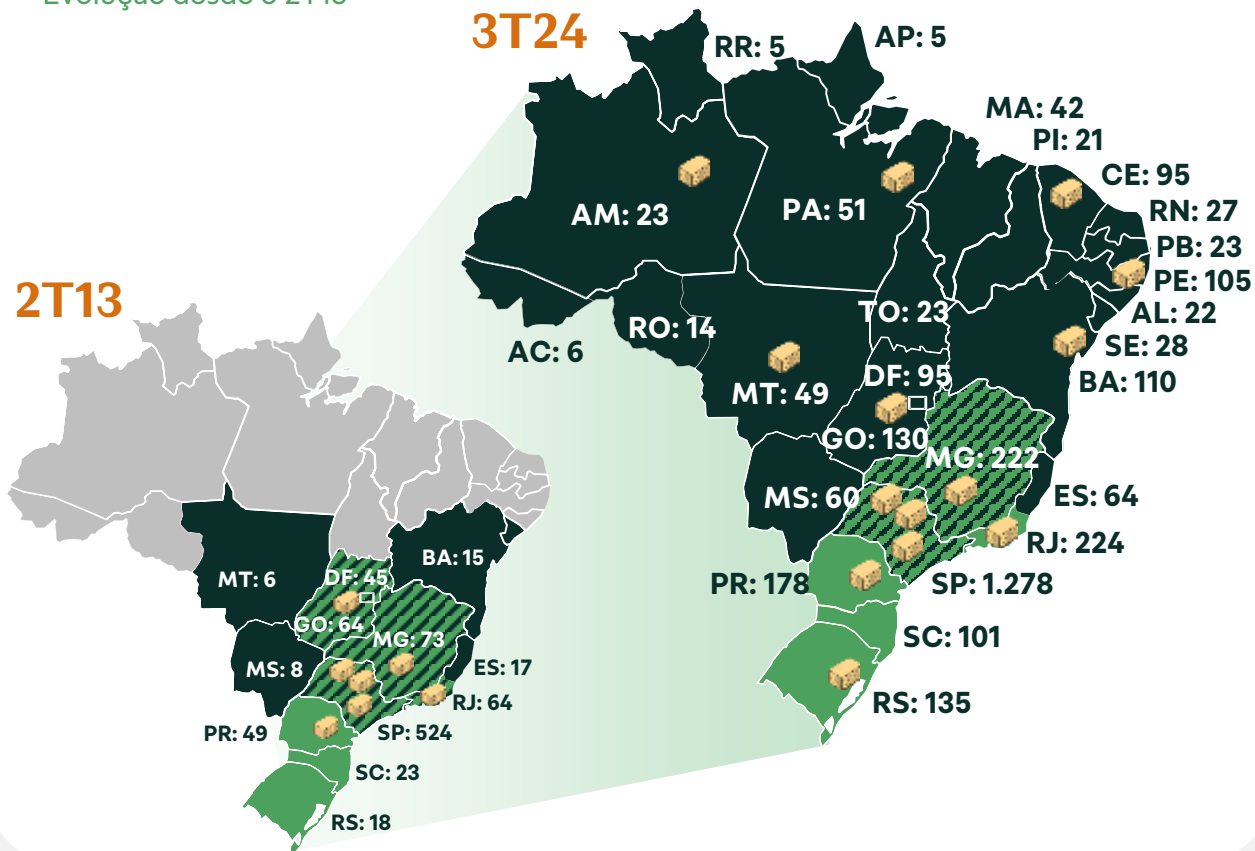 Evolução desde o 2T13
3T24
RR: 5
AP: 5
MA: 42
PI: 21
CE: 95
RN: 27
PB: 23
PE: 105
AL: 22
SE: 28
BA: 110
AM: 23
PA: 51
TO: 23
RO: 14
AC: 6
MT: 49
DF: 95
GO: 130
MG: 222
MS: 60
ES: 64
RJ: 224
PR: 178
SP: 1.278
SC: 101
RS: 135
2T13
MT: 6
BA: 15
DF: 45
GO: 64
MG: 73
MS: 8
ES: 17
RJ: 64
PR: 49
SP: 524
SC: 23
RS: 18